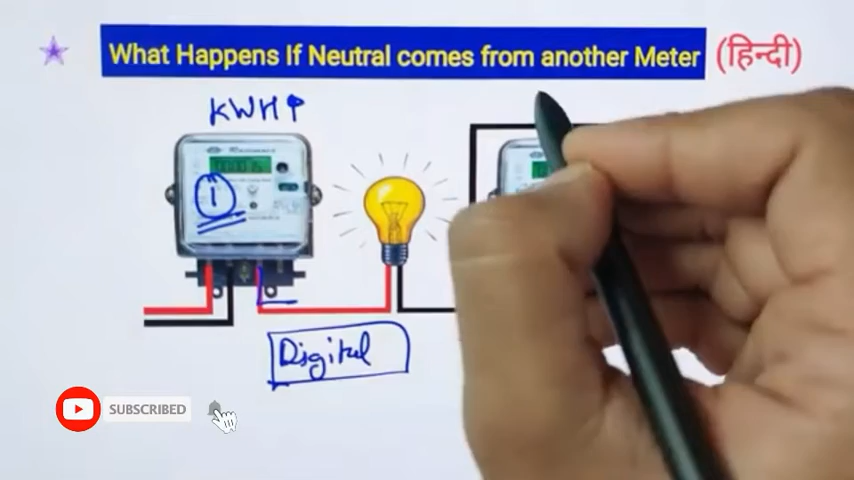 What Happens If Neutral comes from another Meter (हिन्दी)
KWH
1
Digital
SUBSCRIBED